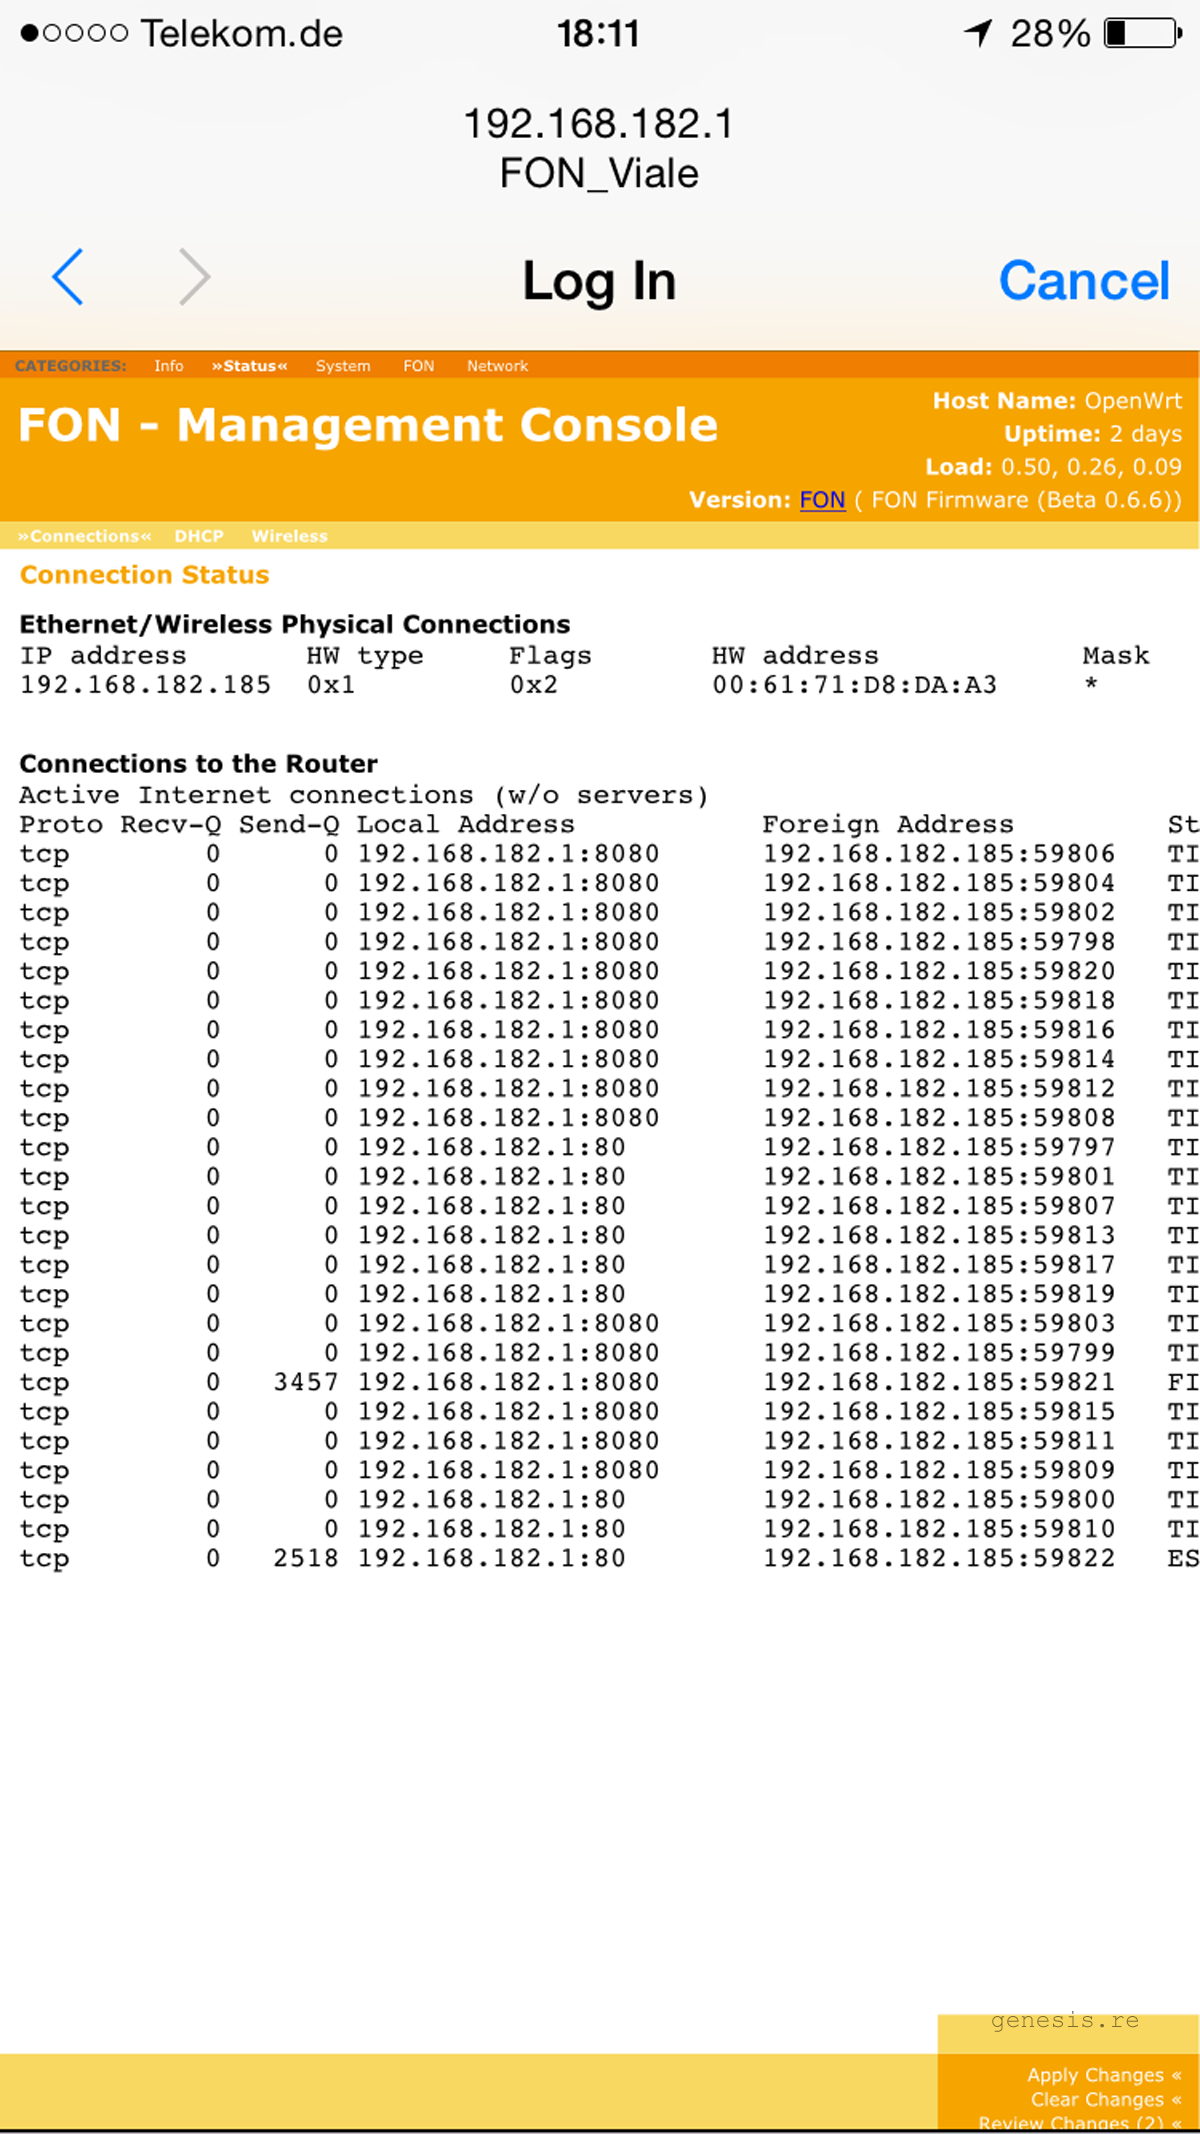 Telekom.de 18:11 28%
192.168.182.1
FON_Viale
Log In Cancel
CATEGORIES: Info »Status« System FON Network
FON - Management Console
Host Name: OpenWrt
Uptime: 2 days
Load: 0.50, 0.26, 0.09
Version: FON ( FON Firmware (Beta 0.6.6))
»Connections« DHCP Wireless
Connection Status
Ethernet/Wireless Physical Connections
IP address HW type Flags HW address Mask
192.168.182.185 0x1 0x2 00:61:71:D8:DA:A3 *
Connections to the Router
Active Internet connections (w/o servers)
Proto Recv-Q Send-Q Local Address Foreign Address St
tcp 0 0 192.168.182.1:8080 192.168.182.185:59806 TI
tcp 0 0 192.168.182.1:8080 192.168.182.185:59804 TI
tcp 0 0 192.168.182.1:8080 192.168.182.185:59802 TI
tcp 0 0 192.168.182.1:8080 192.168.182.185:59798 TI
tcp 0 0 192.168.182.1:8080 192.168.182.185:59820 TI
tcp 0 0 192.168.182.1:8080 192.168.182.185:59818 TI
tcp 0 0 192.168.182.1:8080 192.168.182.185:59816 TI
tcp 0 0 192.168.182.1:8080 192.168.182.185:59814 TI
tcp 0 0 192.168.182.1:8080 192.168.182.185:59812 TI
tcp 0 0 192.168.182.1:8080 192.168.182.185:59808 TI
tcp 0 0 192.168.182.1:80 192.168.182.185:59797 TI
tcp 0 0 192.168.182.1:80 192.168.182.185:59801 TI
tcp 0 0 192.168.182.1:80 192.168.182.185:59807 TI
tcp 0 0 192.168.182.1:80 192.168.182.185:59813 TI
tcp 0 0 192.168.182.1:80 192.168.182.185:59817 TI
tcp 0 0 192.168.182.1:80 192.168.182.185:59819 TI
tcp 0 0 192.168.182.1:8080 192.168.182.185:59803 TI
tcp 0 0 192.168.182.1:8080 192.168.182.185:59799 TI
tcp 0 3457 192.168.182.1:8080 192.168.182.185:59821 FI
tcp 0 0 192.168.182.1:8080 192.168.182.185:59815 TI
tcp 0 0 192.168.182.1:8080 192.168.182.185:59811 TI
tcp 0 0 192.168.182.1:8080 192.168.182.185:59809 TI
tcp 0 0 192.168.182.1:80 192.168.182.185:59800 TI
tcp 0 0 192.168.182.1:80 192.168.182.185:59810 TI
tcp 0 2518 192.168.182.1:80 192.168.182.185:59822 ES
genesis.re
Apply Changes «
Clear Changes «
Review Changes (2) «